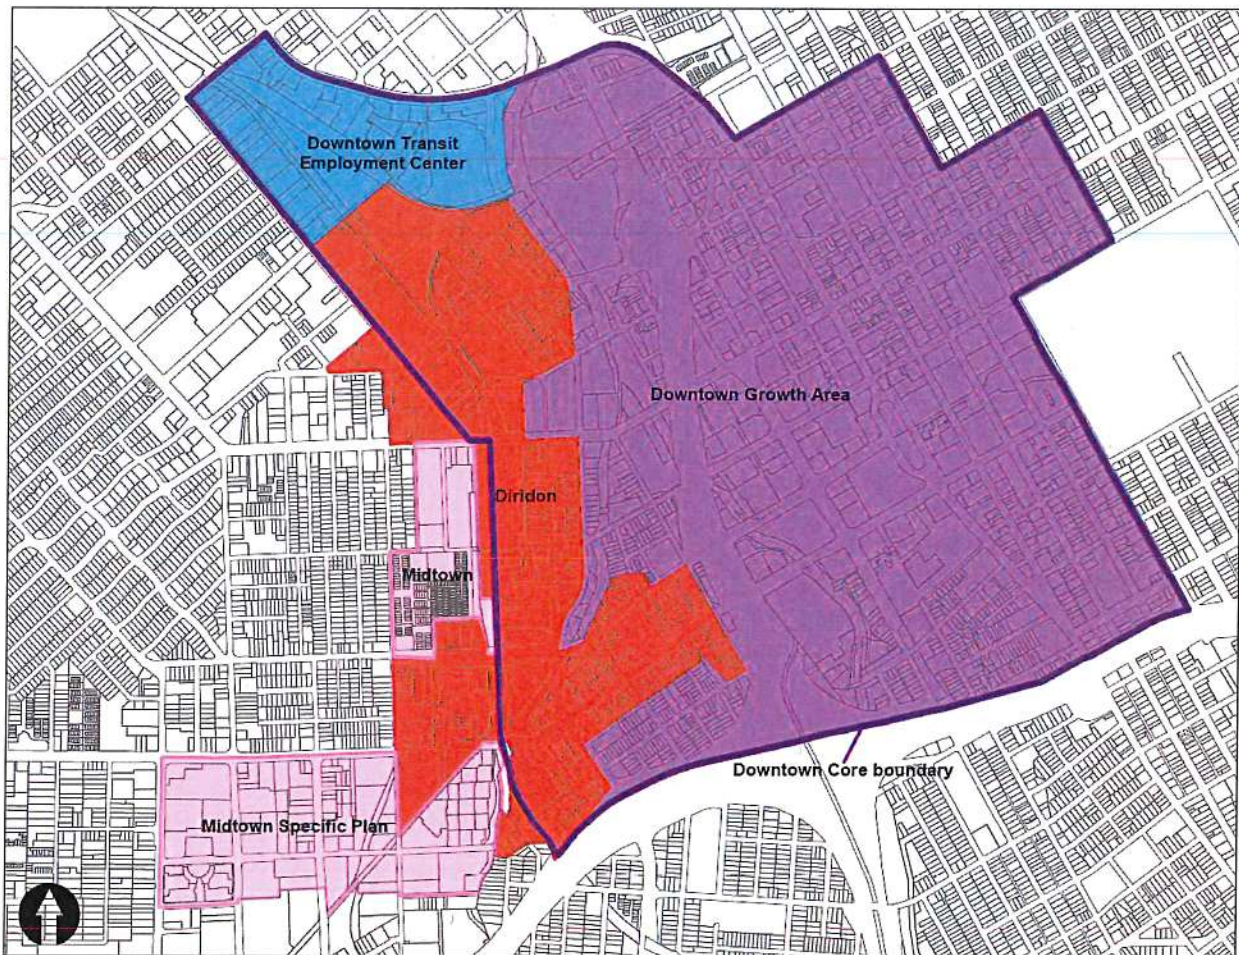 Downtown Transit
Employment Center
Downtown Growth Area
Diridon
Midtown
Downtown Core boundary
Midtown Specific Plan